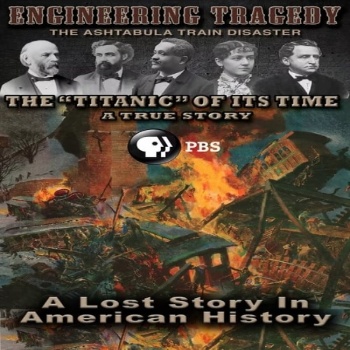 ENGINEERING TRAGEDY
THE ASHTABULA TRAIN DISASTER
THE "TITANIC" OF ITS TIME
A TRUE STORY
PBS
A Lost Story In
American History